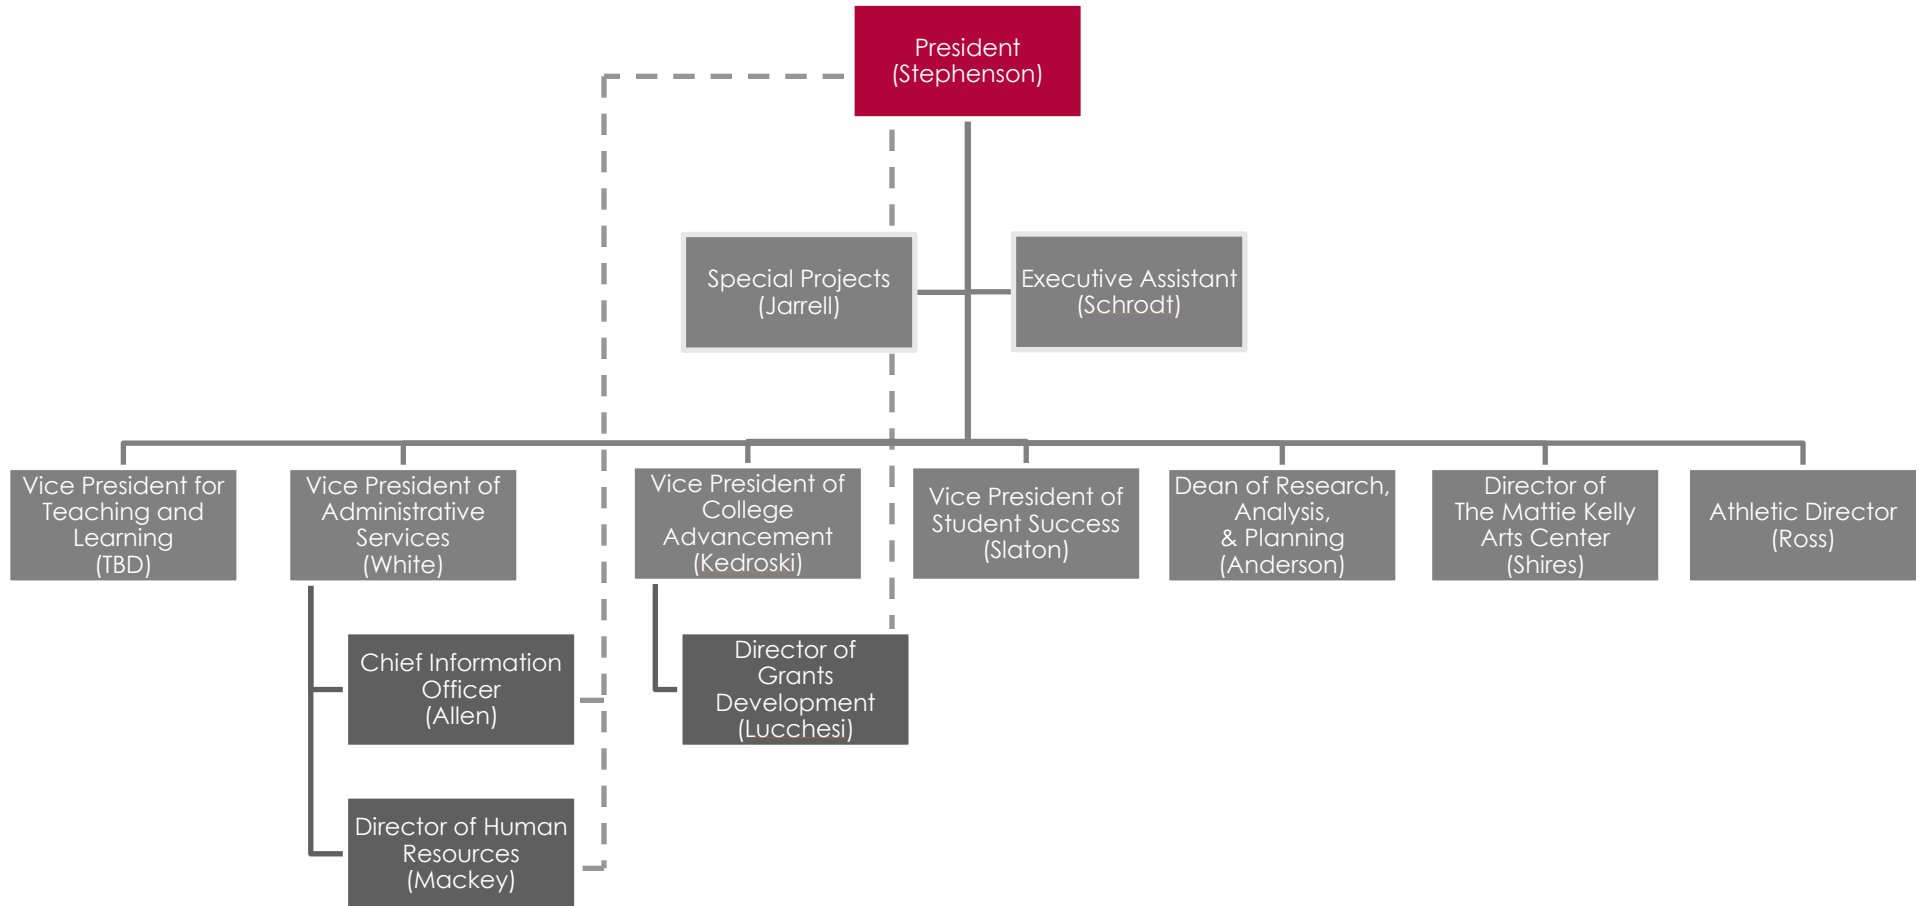 President
(Stephenson)
Special Projects
(Jarrell)
Executive Assistant
(Schrodt)
Vice President for
Teaching and
Learning
(TBD)
Vice President of
Administrative
Services
(White)
Vice President of
College
Advancement
(Kedroski)
Vice President of
Student Success
(Slaton)
Dean of Research,
Analysis,
& Planning
(Anderson)
Director of
The Mattie Kelly
Arts Center
(Shires)
Athletic Director
(Ross)
Chief Information
Officer
(Allen)
Director of
Grants
Development
(Lucchesi)
Director of Human
Resources
(Mackey)